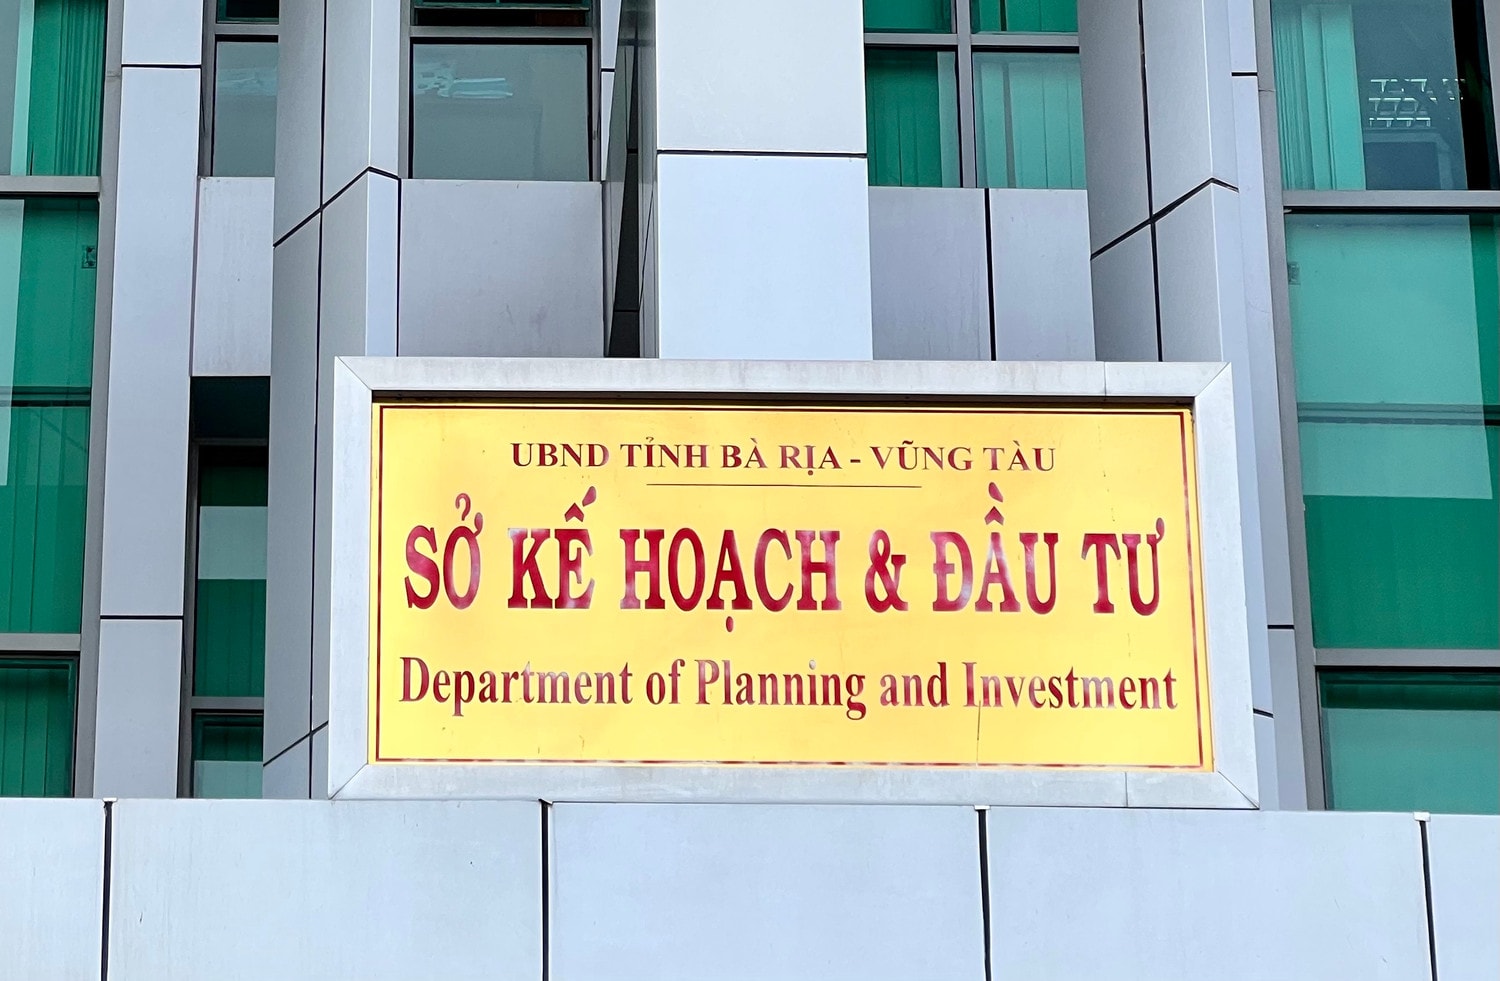 UBND TỈNH BÀ RỊA - VŨNG TÀU
SỞ KẾ HOẠCH & ĐẦU TƯ
Department of Planning and Investment